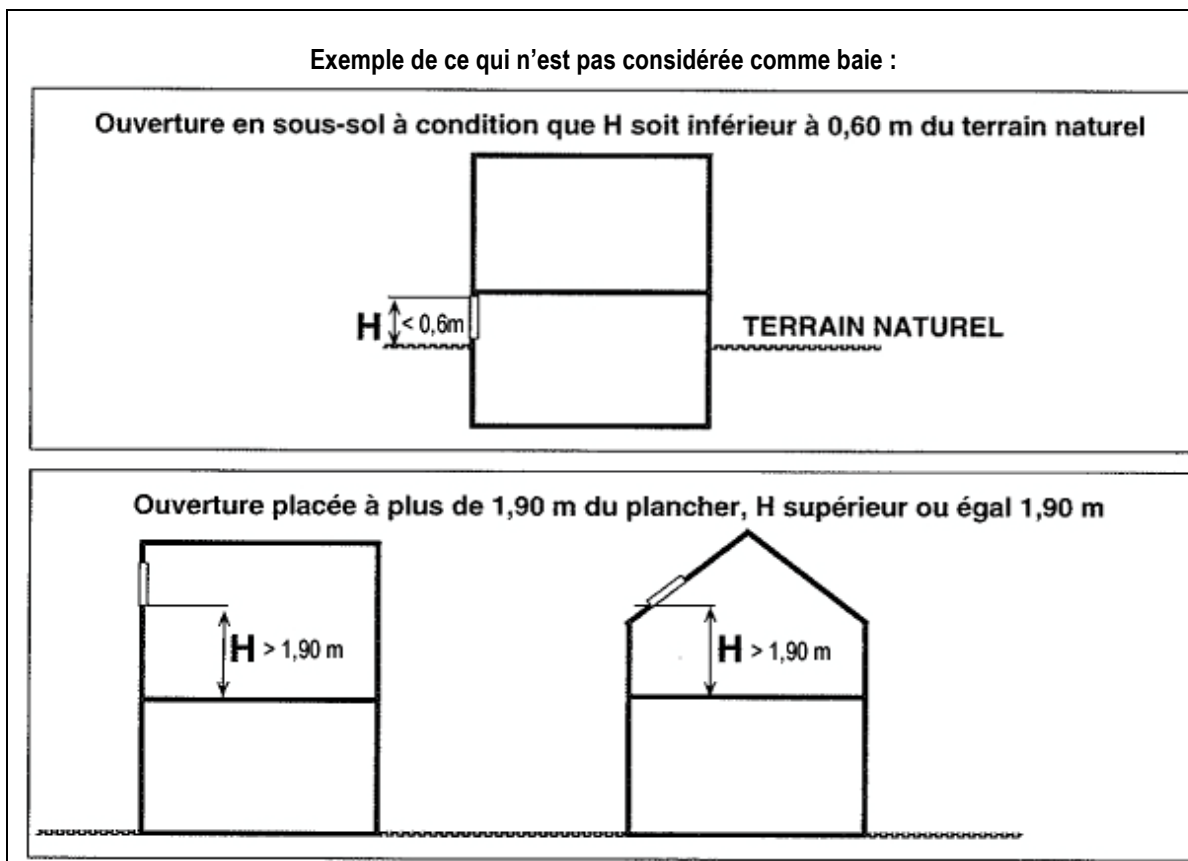 Exemple de ce qui n’est pas considérée comme baie :
Ouverture en sous-sol à condition que H soit inférieur à 0,60 m du terrain naturel
H < 0,6m
TERRAIN NATUREL
Ouverture placée à plus de 1,90 m du plancher, H supérieur ou égal 1,90 m
H > 1,90 m
H > 1,90 m